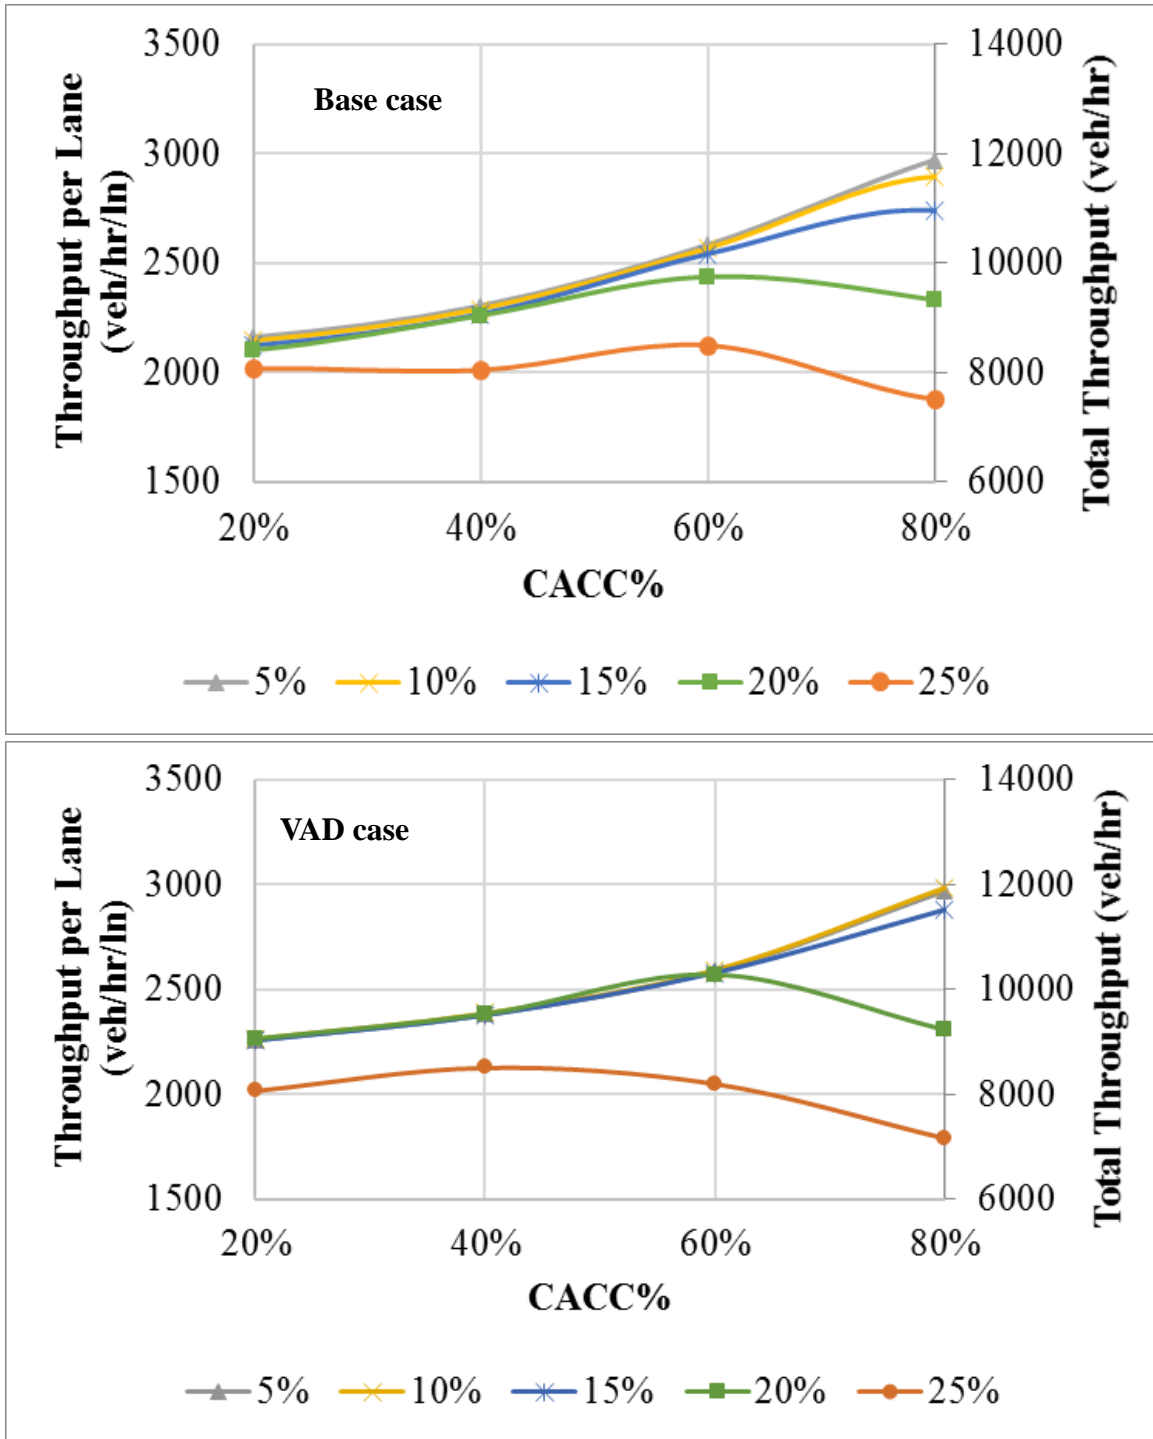 Base case
Throughput per Lane
(veh/hr/ln)
3500
3000
2500
2000
1500
14000
12000
10000
8000
6000
Total Throughput (veh/hr)
20% 40% 60% 80%
CACC%
5% 10% 15% 20% 25%
VAD case
Throughput per Lane
(veh/hr/ln)
3500
3000
2500
2000
1500
14000
12000
10000
8000
6000
Total Throughput (veh/hr)
20% 40% 60% 80%
CACC%
5% 10% 15% 20% 25%